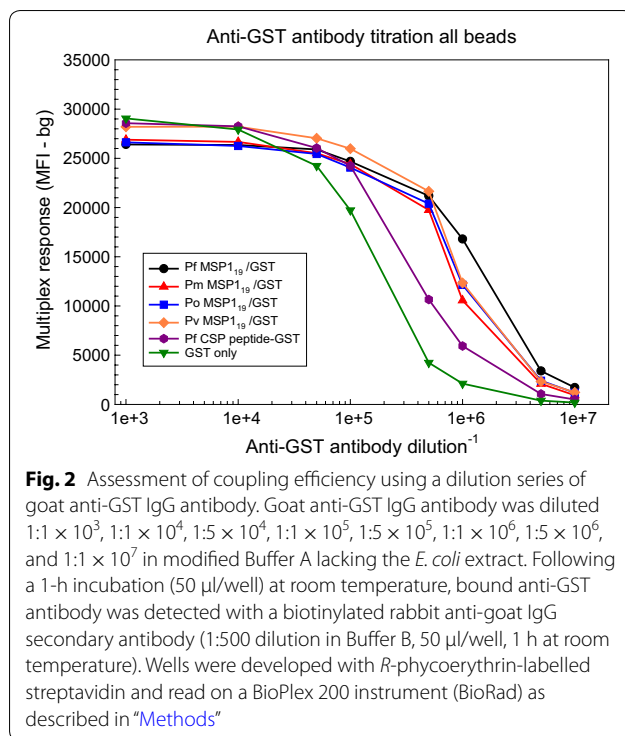 Anti-GST antibody titration all beads
35000
30000
25000
20000
15000
10000
5000
0
Multiplex response (MFI - bg)
Pf MSP1₁₉ /GST
Pm MSP1₁₉ /GST
Po MSP1₁₉ /GST
Pv MSP1₁₉ /GST
Pf CSP peptide-GST
GST only
1e+3 1e+4 1e+5 1e+6 1e+7
Anti-GST antibody dilution⁻¹
Fig. 2 Assessment of coupling efficiency using a dilution series of
goat anti-GST IgG antibody. Goat anti-GST IgG antibody was diluted
1:1 × 10³, 1:1 × 10⁴, 1:5 × 10⁴, 1:1 × 10⁵, 1:5 × 10⁵, 1:1 × 10⁶, 1:5 × 10⁶,
and 1:1 × 10⁷ in modified Buffer A lacking the E. coli extract. Following
a 1-h incubation (50 µl/well) at room temperature, bound anti-GST
antibody was detected with a biotinylated rabbit anti-goat IgG
secondary antibody (1:500 dilution in Buffer B, 50 µl/well, 1 h at room
temperature). Wells were developed with R-phycoerythrin-labelled
streptavidin and read on a BioPlex 200 instrument (BioRad) as
described in “Methods”